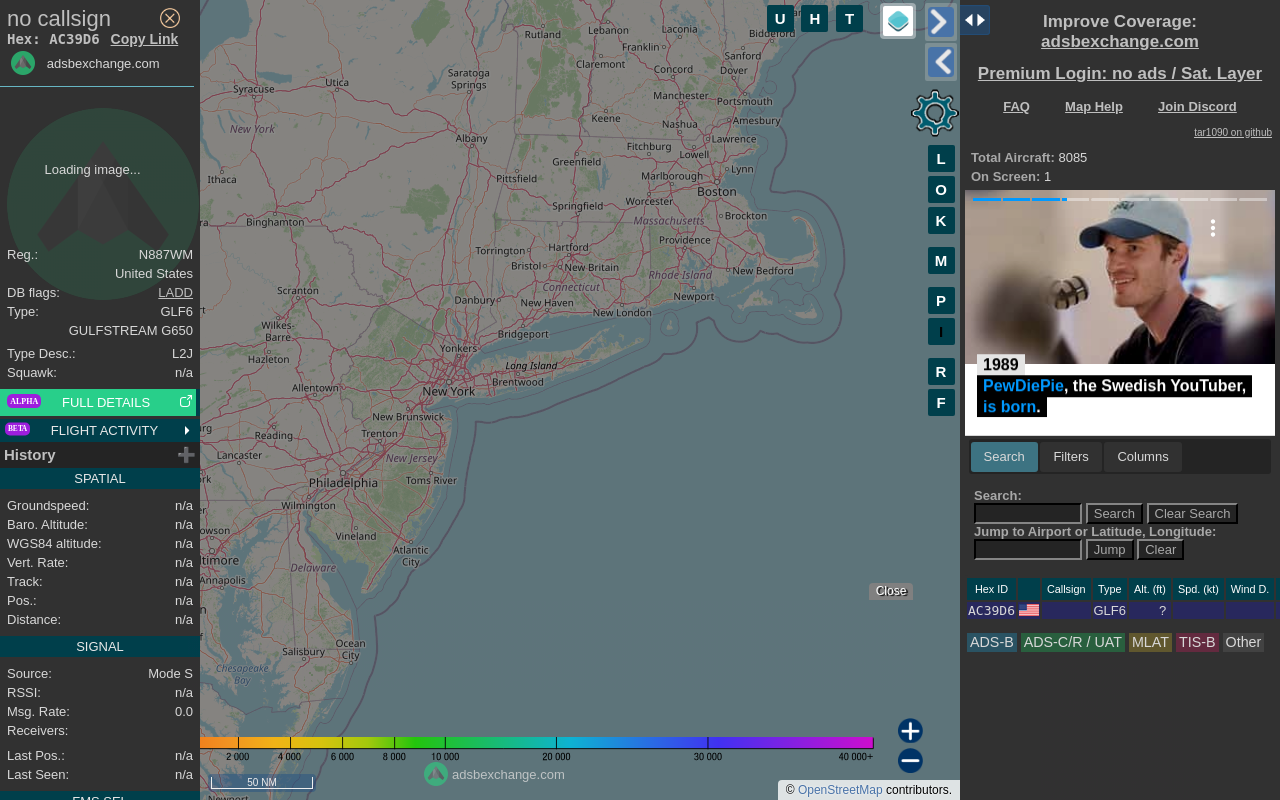 no callsign
Hex: AC39D6 Copy Link
adsbexchange.com
Loading image...
Reg.: N887WM
United States
DB flags: LADD
Type: GLF6
GULFSTREAM G650
Type Desc.: L2J
Squawk: n/a
ALPHA FULL DETAILS
BETA FLIGHT ACTIVITY
History
SPATIAL
Groundspeed: n/a
Baro. Altitude: n/a
WGS84 altitude: n/a
Vert. Rate: n/a
Track: n/a
Pos.: n/a
Distance: n/a
SIGNAL
Source: Mode S
RSSI: n/a
Msg. Rate: 0.0
Receivers:
Last Pos.: n/a
Last Seen: n/a
FMS SEL
U H T
L
O
K
M
P
I
R
F
Rutland
Lebanon
Laconia
Biddeford
Franklin
Claremont
Sanford
Concord
Dover
Utica
Saratoga
Springs
Syracuse
Manchester
Portsmouth
Keene
Nashua
Amesbury
New York
Albany
Fitchburg
Lawrence
Greenfield
Lowell
Ithaca
Pittsfield
Marlborough
Lynn
Boston
Springfield
Worcester
Binghamton
Massachusetts
Brockton
Torrington
Hartford
Providence
Bristol
New Britain
Rhode Island
New Bedford
Connecticut
Scranton
Danbury
New Haven
Newport
New London
Wilkes-
Barre
Bridgeport
Hazleton
Yonkers
Long Island
Allentown
New York
Brentwood
New Brunswick
Reading
Trenton
Lancaster
New Jersey
Philadelphia
Toms River
Wilmington
Vineland
Atlantic
City
Delaware
Annapolis
Ocean
City
Salisbury
Chesapeake
Bay
Newport
Close
2 000 4 000 6 000 8 000 10 000 20 000 30 000 40 000+
adsbexchange.com
50 NM
© OpenStreetMap contributors.
Improve Coverage:
adsbexchange.com
Premium Login: no ads / Sat. Layer
FAQ Map Help Join Discord
tar1090 on github
Total Aircraft: 8085
On Screen: 1
1989
PewDiePie, the Swedish YouTuber,
is born.
Search Filters Columns
Search:
Search Clear Search
Jump to Airport or Latitude, Longitude:
Jump Clear
Hex ID Callsign Type Alt. (ft) Spd. (kt) Wind D.
AC39D6 GLF6 ?
ADS-B ADS-C/R / UAT MLAT TIS-B Other